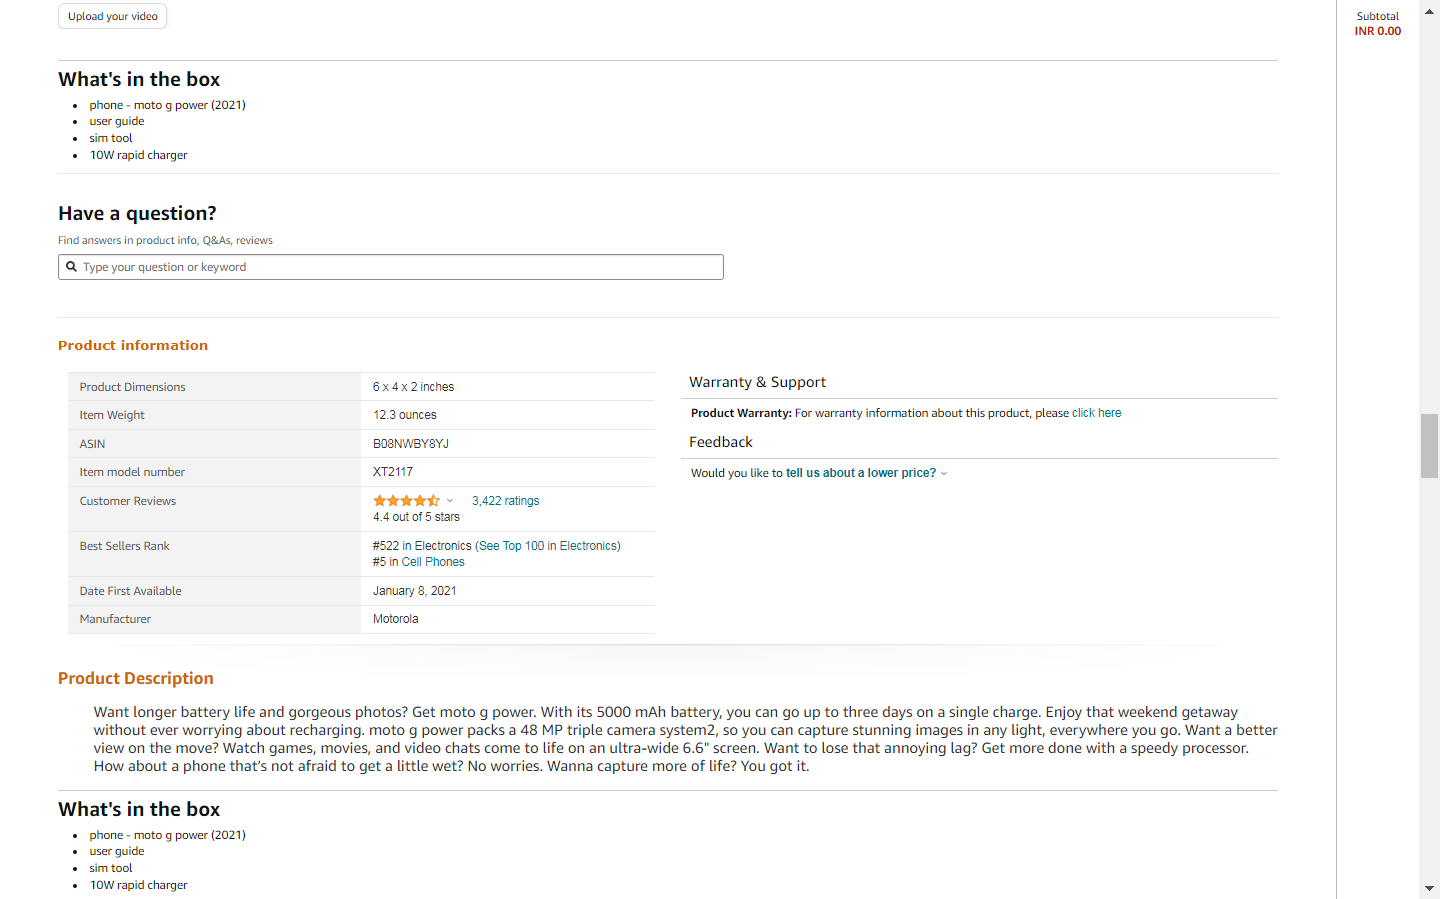 Upload your video
Subtotal
INR 0.00
What's in the box
phone - moto g power (2021)
user guide
sim tool
10W rapid charger
Have a question?
Find answers in product info, Q&As, reviews
Type your question or keyword
Product information
Product Dimensions 6 x 4 x 2 inches
Item Weight 12.3 ounces
ASIN B08NWBY8YJ
Item model number XT2117
Customer Reviews 3,422 ratings
4.4 out of 5 stars
Best Sellers Rank #522 in Electronics (See Top 100 in Electronics)
#5 in Cell Phones
Date First Available January 8, 2021
Manufacturer Motorola
Warranty & Support
Product Warranty: For warranty information about this product, please click here
Feedback
Would you like to tell us about a lower price?
Product Description
Want longer battery life and gorgeous photos? Get moto g power. With its 5000 mAh battery, you can go up to three days on a single charge. Enjoy that weekend getaway
without ever worrying about recharging. moto g power packs a 48 MP triple camera system2, so you can capture stunning images in any light, everywhere you go. Want a better
view on the move? Watch games, movies, and video chats come to life on an ultra-wide 6.6" screen. Want to lose that annoying lag? Get more done with a speedy processor.
How about a phone that’s not afraid to get a little wet? No worries. Wanna capture more of life? You got it.
What's in the box
phone - moto g power (2021)
user guide
sim tool
10W rapid charger